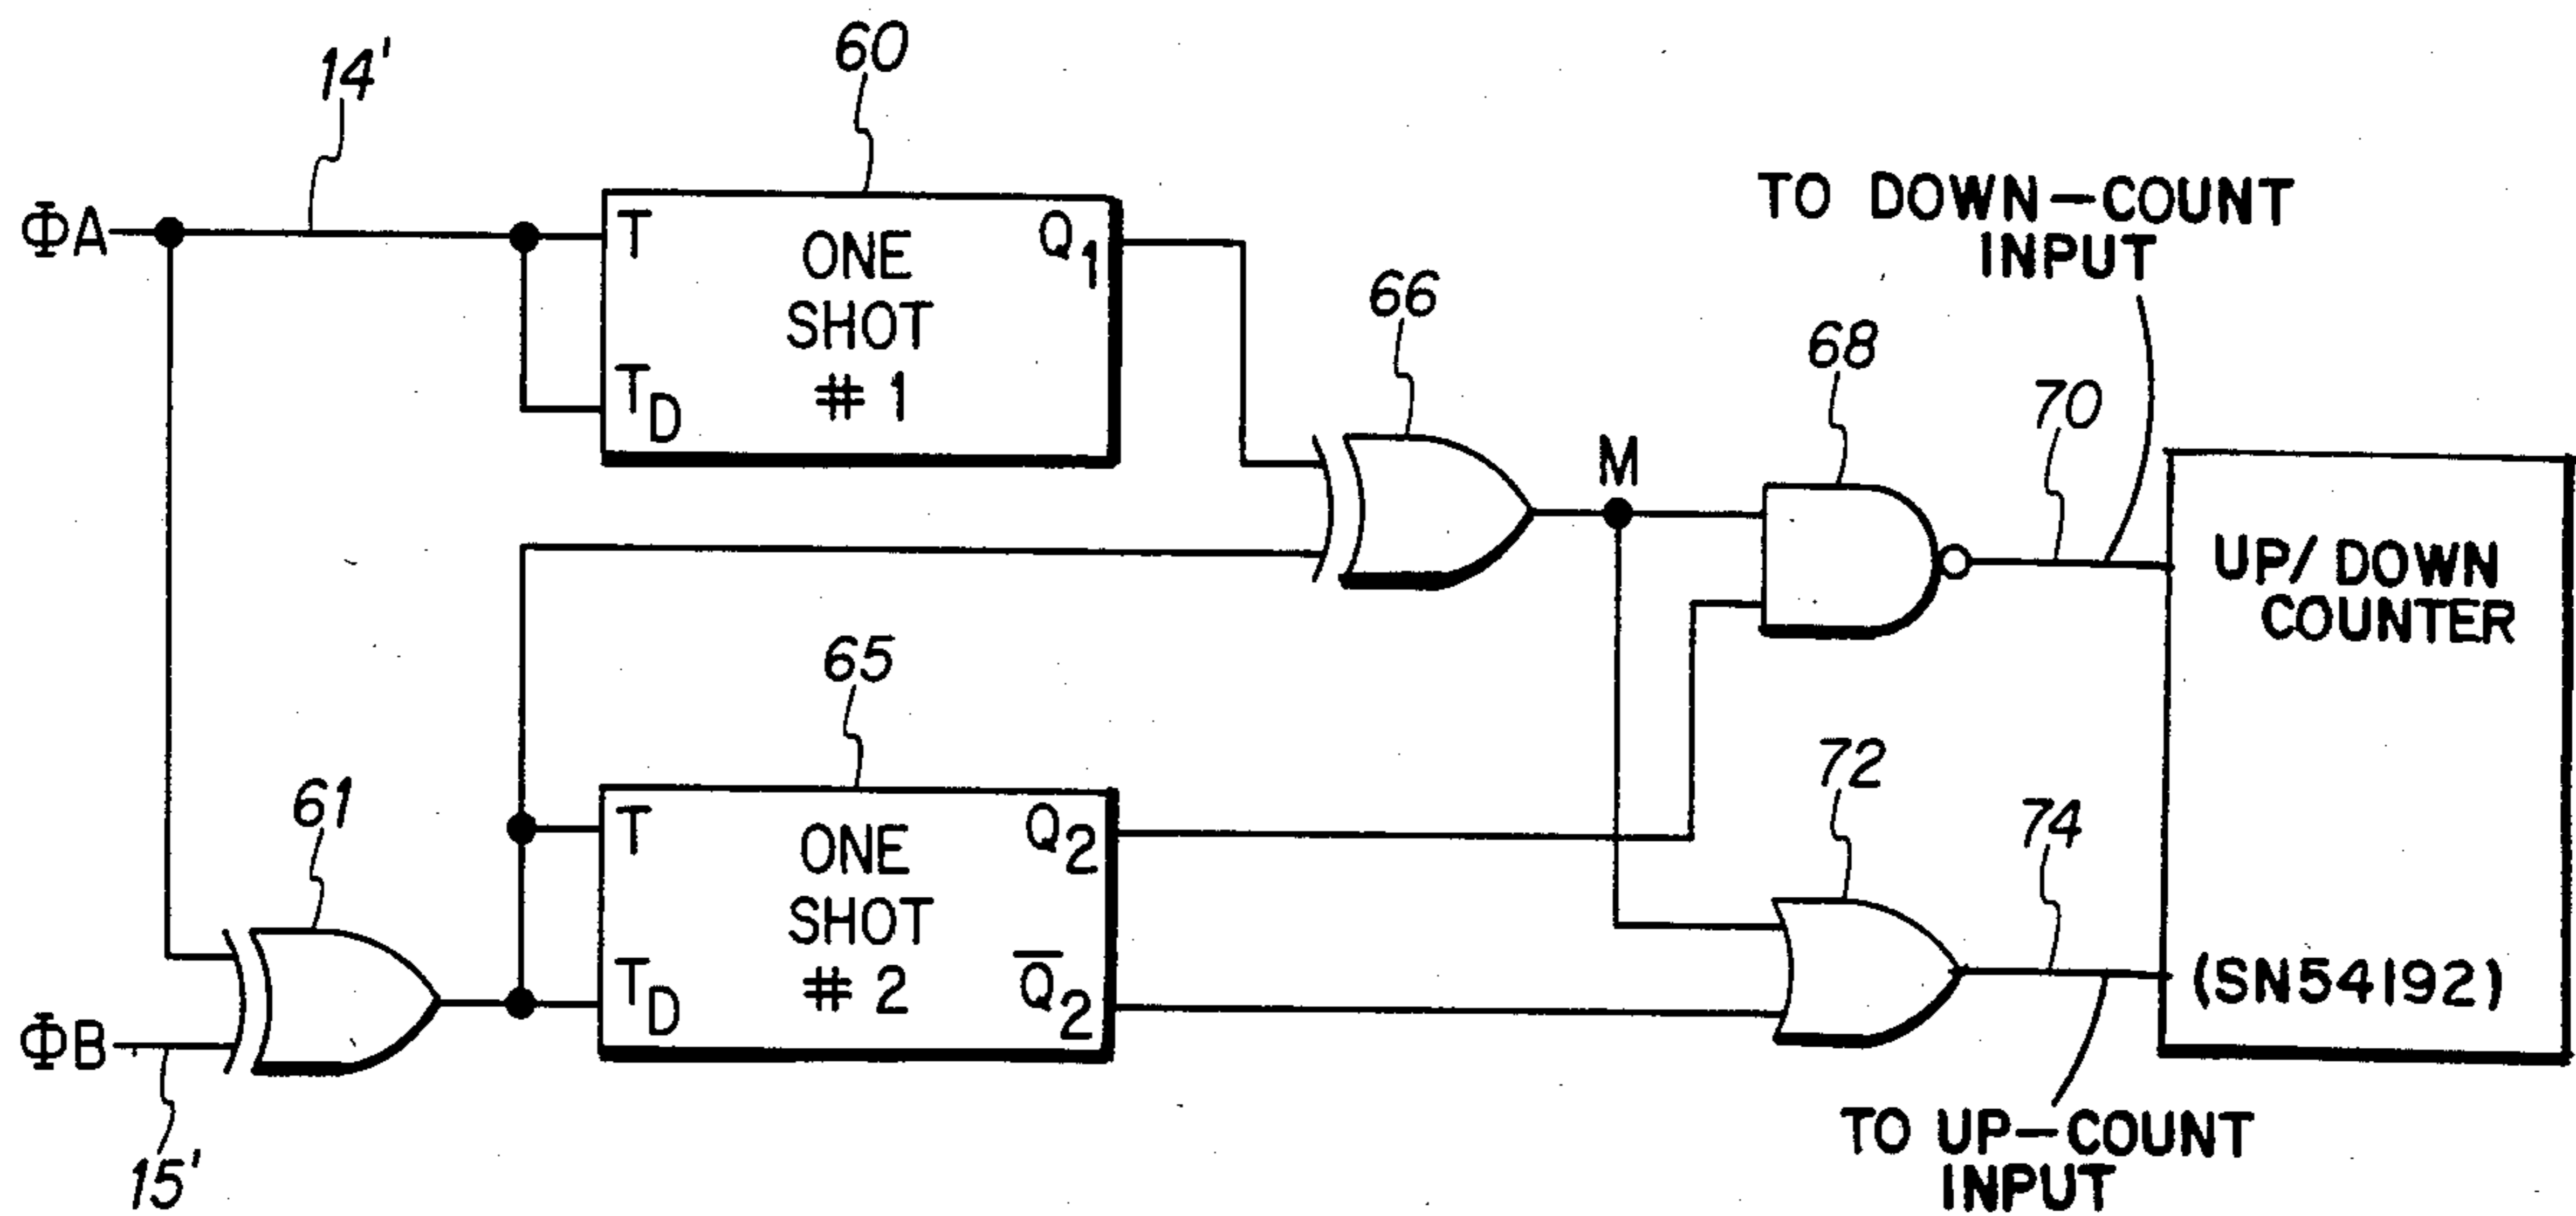 14'
60
ΦA
T
ONE
SHOT
# 1
Q1
TD
66
M
68
TO DOWN-COUNT
INPUT
70
UP/DOWN
COUNTER
(SN54192)
61
65
T
ONE
SHOT
# 2
Q2
TD
Q̅2
72
74
ΦB
15'
TO UP-COUNT
INPUT